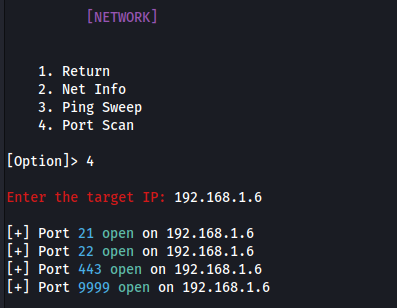 [NETWORK]
1. Return
2. Net Info
3. Ping Sweep
4. Port Scan
[Option]> 4
Enter the target IP: 192.168.1.6
[+] Port 21 open on 192.168.1.6
[+] Port 22 open on 192.168.1.6
[+] Port 443 open on 192.168.1.6
[+] Port 9999 open on 192.168.1.6